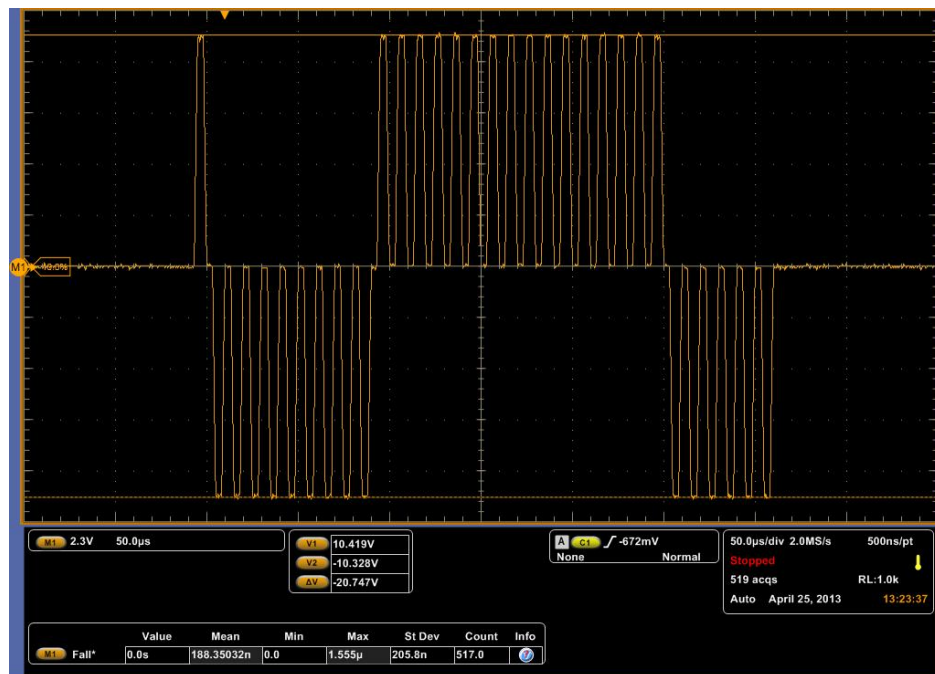 M1 40.0%
M1 2.3V 50.0µs
V1 10.419V
V2 -10.328V
ΔV -20.747V
A C1 -672mV
None Normal
50.0µs/div 2.0MS/s 500ns/pt
Stopped
519 acqs RL:1.0k
Auto April 25, 2013 13:23:37
Value Mean Min Max St Dev Count Info
M1 Fall* 0.0s 188.35032n 0.0 1.555µ 205.8n 517.0